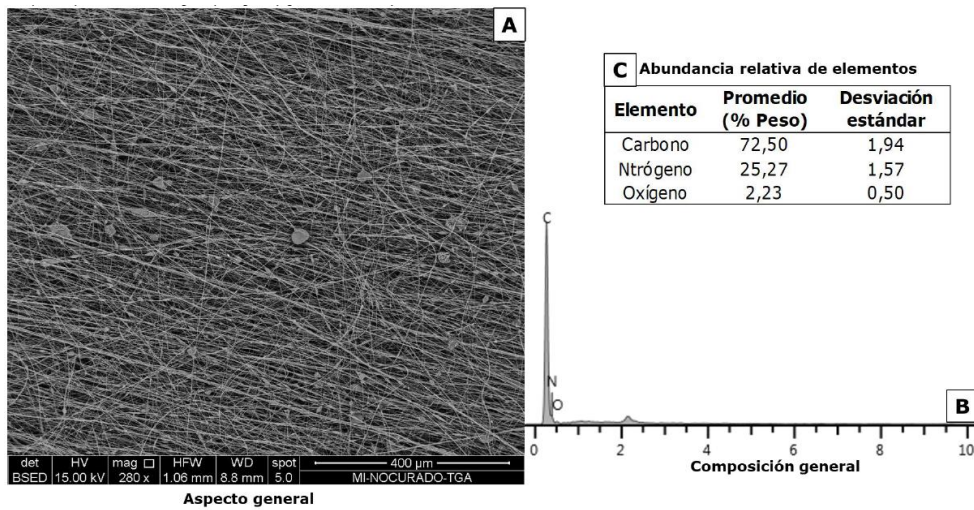 A
det HV mag □ HFW WD spot 400 µm
BSED 15.00 kV 280 x 1.06 mm 8.8 mm 5.0 MI-NOCURADO-TGA
Aspecto general
C Abundancia relativa de elementos
Elemento Promedio (% Peso) Desviación estándar
Carbono 72,50 1,94
Ntrógeno 25,27 1,57
Oxígeno 2,23 0,50
C
N
O
B
0 2 4 6 8 10
Composición general